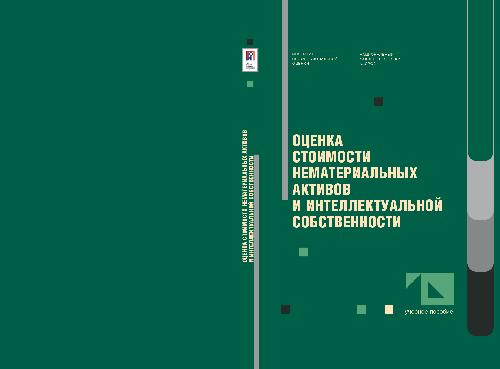 ОЦЕНКА
СТОИМОСТИ
НЕМАТЕРИАЛЬНЫХ
АКТИВОВ
И ИНТЕЛЛЕКТУАЛЬНОЙ
СОБСТВЕННОСТИ
учебное пособие
ОЦЕНКА СТОИМОСТИ НЕМАТЕРИАЛЬНЫХ АКТИВОВ
И ИНТЕЛЛЕКТУАЛЬНОЙ СОБСТВЕННОСТИ